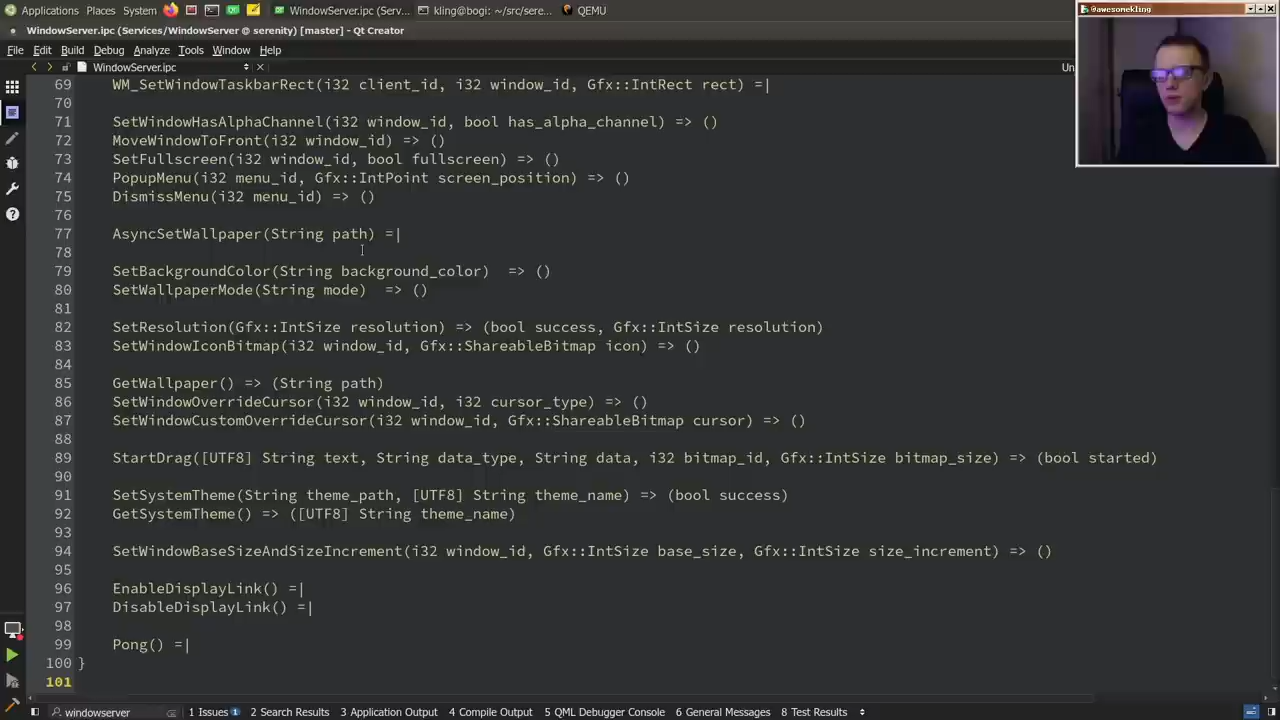 Applications Places System WindowServer.ipc (Serv... kling@bogi: ~/src/sere... QEMU
@awesomekling
WindowServer.ipc (Services/WindowServer @ serenity) [master] - Qt Creator
File Edit Build Debug Analyze Tools Window Help
WindowServer.ipc
69 WM_SetWindowTaskbarRect(i32 client_id, i32 window_id, Gfx::IntRect rect) =|
70
71 SetWindowHasAlphaChannel(i32 window_id, bool has_alpha_channel) => ()
72 MoveWindowToFront(i32 window_id) => ()
73 SetFullscreen(i32 window_id, bool fullscreen) => ()
74 PopupMenu(i32 menu_id, Gfx::IntPoint screen_position) => ()
75 DismissMenu(i32 menu_id) => ()
76
77 AsyncSetWallpaper(String path) =|
78
79 SetBackgroundColor(String background_color)  => ()
80 SetWallpaperMode(String mode)  => ()
81
82 SetResolution(Gfx::IntSize resolution) => (bool success, Gfx::IntSize resolution)
83 SetWindowIconBitmap(i32 window_id, Gfx::ShareableBitmap icon) => ()
84
85 GetWallpaper() => (String path)
86 SetWindowOverrideCursor(i32 window_id, i32 cursor_type) => ()
87 SetWindowCustomOverrideCursor(i32 window_id, Gfx::ShareableBitmap cursor) => ()
88
89 StartDrag([UTF8] String text, String data_type, String data, i32 bitmap_id, Gfx::IntSize bitmap_size) => (bool started)
90
91 SetSystemTheme(String theme_path, [UTF8] String theme_name) => (bool success)
92 GetSystemTheme() => ([UTF8] String theme_name)
93
94 SetWindowBaseSizeAndSizeIncrement(i32 window_id, Gfx::IntSize base_size, Gfx::IntSize size_increment) => ()
95
96 EnableDisplayLink() =|
97 DisableDisplayLink() =|
98
99 Pong() =|
100 }
101
windowserver 1 Issues 1 2 Search Results 3 Application Output 4 Compile Output 5 QML Debugger Console 6 General Messages 8 Test Results